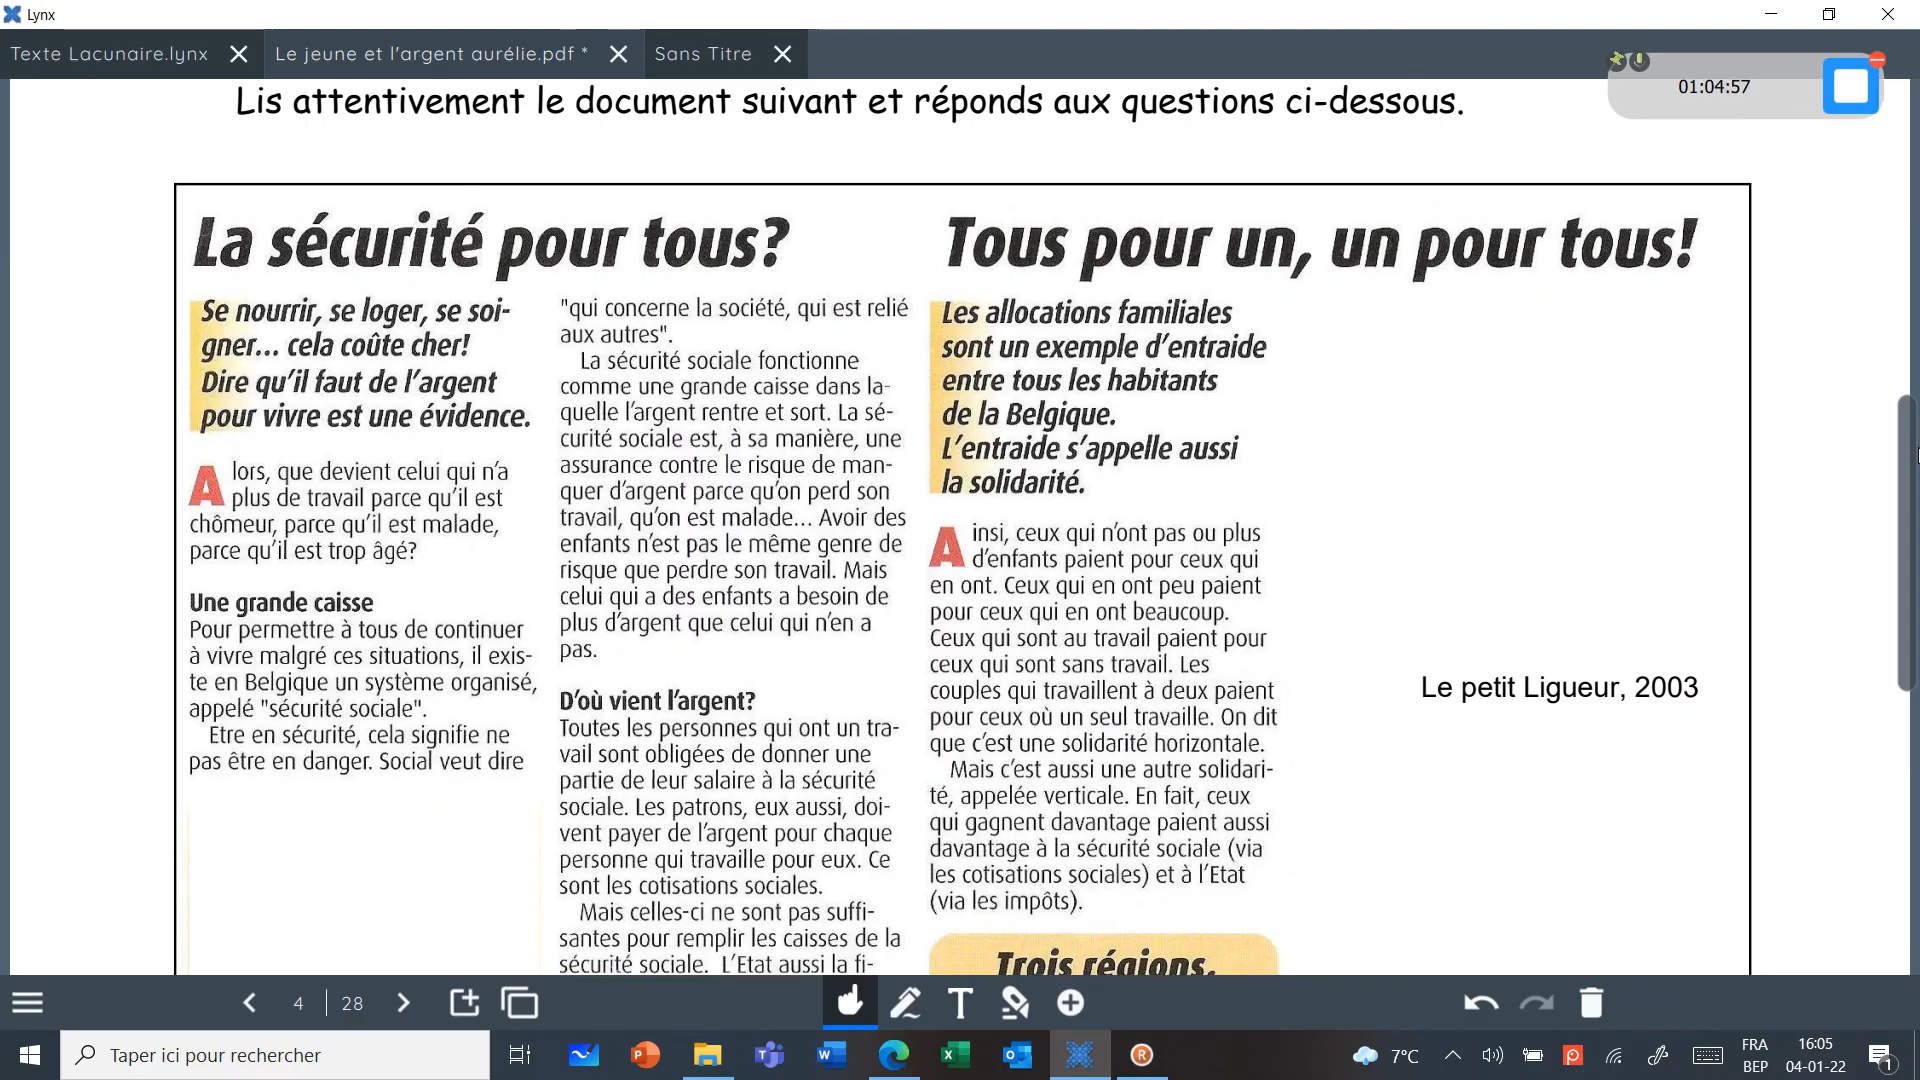 Lynx
Texte Lacunaire.lynx
Le jeune et l'argent aurélie.pdf *
Sans Titre
01:04:57
Lis attentivement le document suivant et réponds aux questions ci-dessous.
La sécurité pour tous?
Se nourrir, se loger, se soi-
gner... cela coûte cher!
Dire qu'il faut de l'argent
pour vivre est une évidence.
Alors, que devient celui qui n'a
plus de travail parce qu'il est
chômeur, parce qu'il est malade,
parce qu'il est trop âgé?
Une grande caisse
Pour permettre à tous de continuer
à vivre malgré ces situations, il exis-
te en Belgique un système organisé,
appelé "sécurité sociale".
Etre en sécurité, cela signifie ne
pas être en danger. Social veut dire
"qui concerne la société, qui est relié
aux autres".
La sécurité sociale fonctionne
comme une grande caisse dans la-
quelle l'argent rentre et sort. La sé-
curité sociale est, à sa manière, une
assurance contre le risque de man-
quer d'argent parce qu'on perd son
travail, qu'on est malade... Avoir des
enfants n'est pas le même genre de
risque que perdre son travail. Mais
celui qui a des enfants a besoin de
plus d'argent que celui qui n'en a
pas.
D'où vient l'argent?
Toutes les personnes qui ont un tra-
vail sont obligées de donner une
partie de leur salaire à la sécurité
sociale. Les patrons, eux aussi, doi-
vent payer de l'argent pour chaque
personne qui travaille pour eux. Ce
sont les cotisations sociales.
Mais celles-ci ne sont pas suffi-
santes pour remplir les caisses de la
sécurité sociale. L'Etat aussi la fi-
Tous pour un, un pour tous!
Les allocations familiales
sont un exemple d'entraide
entre tous les habitants
de la Belgique.
L'entraide s'appelle aussi
la solidarité.
Ainsi, ceux qui n'ont pas ou plus
d'enfants paient pour ceux qui
en ont. Ceux qui en ont peu paient
pour ceux qui en ont beaucoup.
Ceux qui sont au travail paient pour
ceux qui sont sans travail. Les
couples qui travaillent à deux paient
pour ceux où un seul travaille. On dit
que c'est une solidarité horizontale.
Mais c'est aussi une autre solidari-
té, appelée verticale. En fait, ceux
qui gagnent davantage paient aussi
davantage à la sécurité sociale (via
les cotisations sociales) et à l'Etat
(via les impôts).
Trois régions,
Le petit Ligueur, 2003
4 | 28
Taper ici pour rechercher
7°C
FRA
BEP
16:05
04-01-22
1